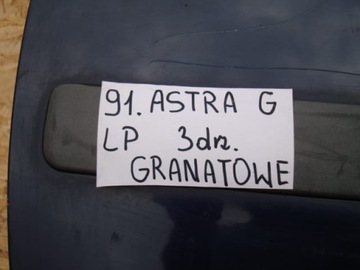 91. ASTRA G
LP 3drz.
GRANATOWE